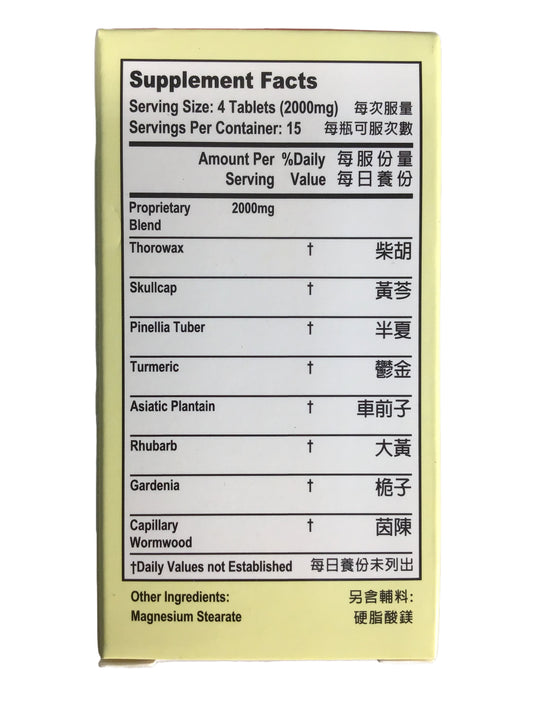 Supplement Facts
Serving Size: 4 Tablets (2000mg) 每次服量
Servings Per Container: 15 每瓶可服次數
Amount Per %Daily 每服份量
Serving Value 每日養份
Proprietary 2000mg
Blend
Thorowax † 柴胡
Skullcap † 黃芩
Pinellia Tuber † 半夏
Turmeric † 鬱金
Asiatic Plantain † 車前子
Rhubarb † 大黃
Gardenia † 梔子
Capillary † 茵陳
Wormwood
†Daily Values not Established 每日養份未列出
Other Ingredients: 另含輔料:
Magnesium Stearate 硬脂酸鎂